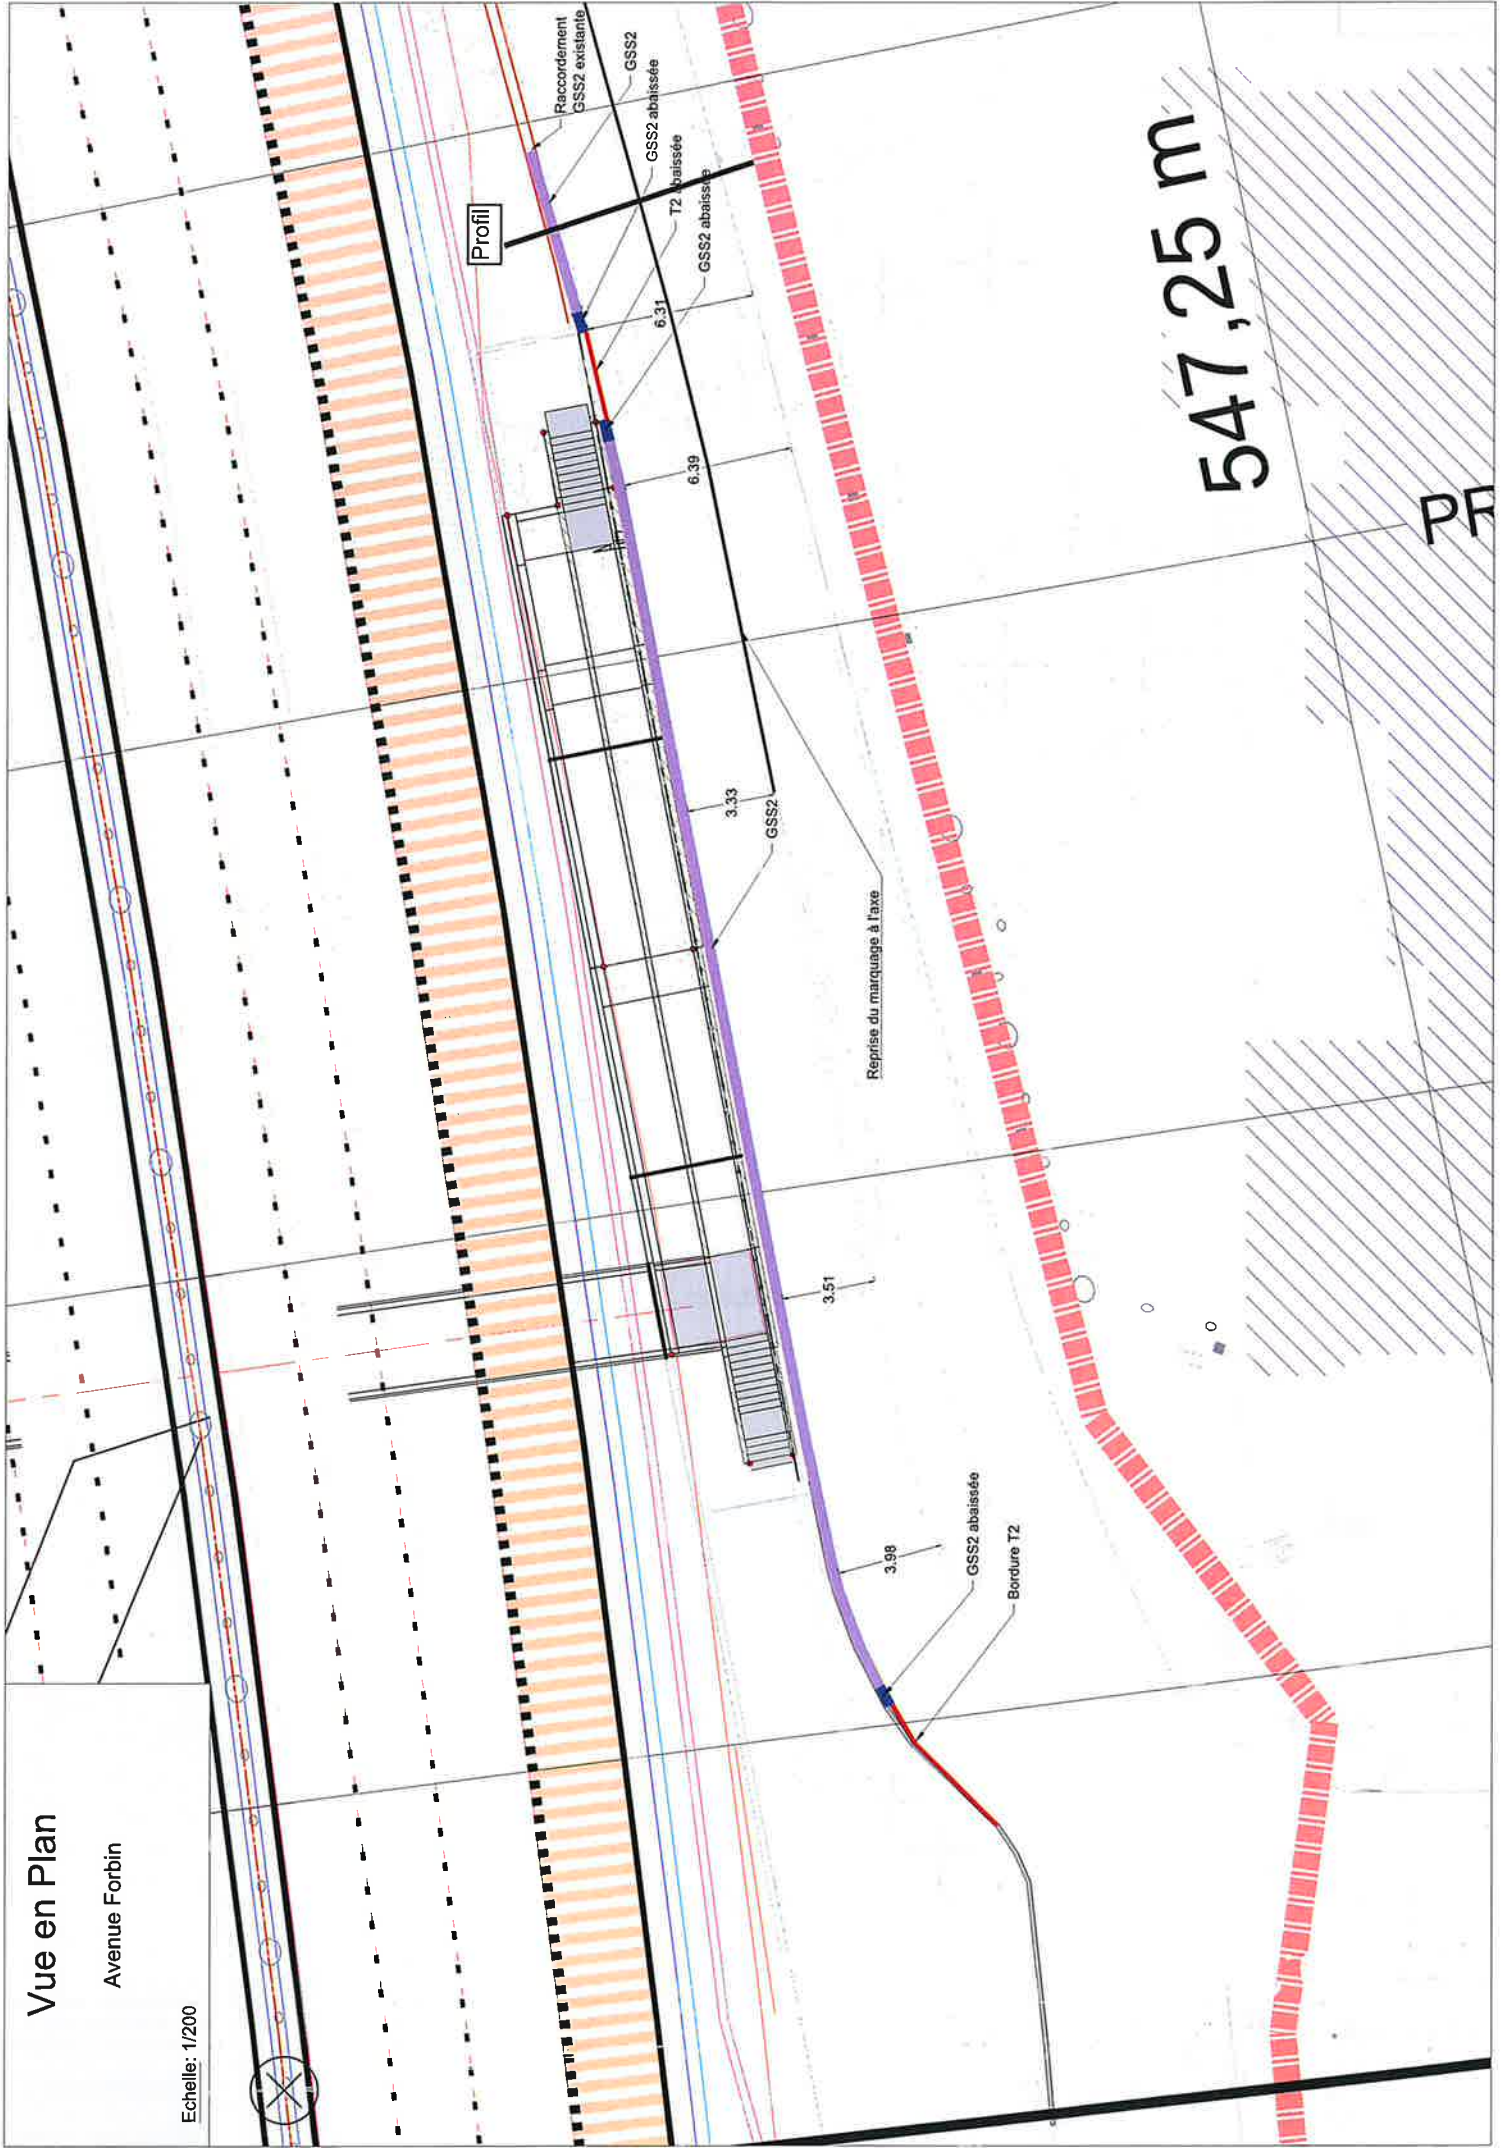 Vue en Plan
Avenue Forbin
Echelle: 1/200
Profil
Raccordement
GSS2 existante
GSS2
GSS2 abaissée
T2 abaissée
GSS2 abaissée
6.31
6.39
3.33
GSS2
Reprise du marquage à l'axe
3.51
3.98
GSS2 abaissée
Bordure T2
547,25 m
PR